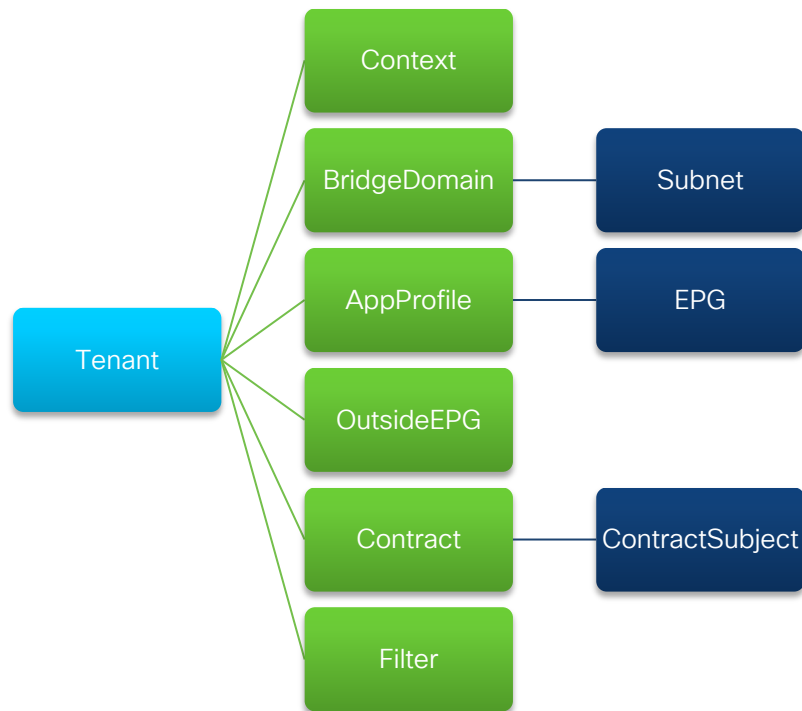 Context
BridgeDomain
Subnet
AppProfile
EPG
Tenant
OutsideEPG
Contract
ContractSubject
Filter